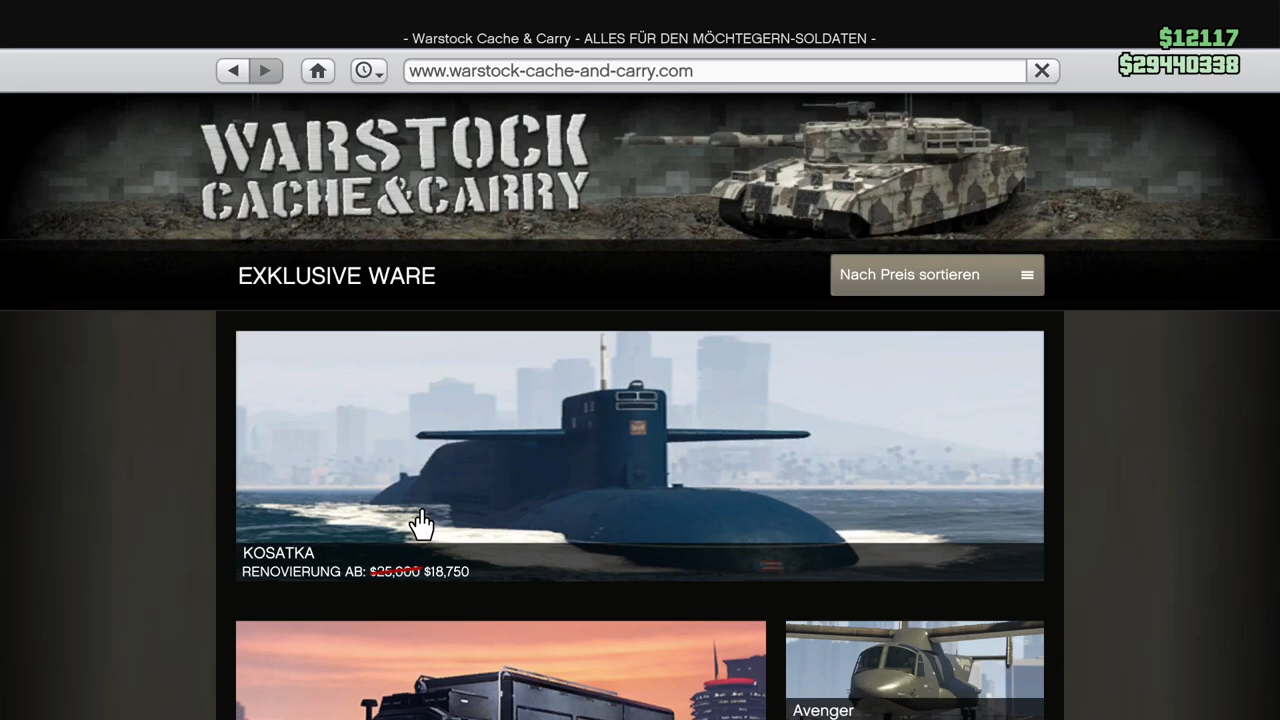 - Warstock Cache & Carry - ALLES FÜR DEN MÖCHTEGERN-SOLDATEN -
$12117
$29440338
www.warstock-cache-and-carry.com
WARSTOCK
CACHE&CARRY
EXKLUSIVE WARE
Nach Preis sortieren
KOSATKA
RENOVIERUNG AB: $25,000 $18,750
Avenger